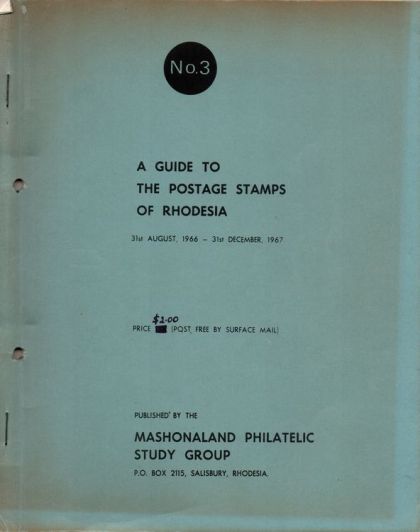 No.3
A GUIDE TO
THE POSTAGE STAMPS
OF RHODESIA
31st AUGUST, 1966 – 31st DECEMBER, 1967
$2.00
PRICE (POST FREE BY SURFACE MAIL)
PUBLISHED BY THE
MASHONALAND PHILATELIC
STUDY GROUP
P.O. BOX 2115, SALISBURY, RHODESIA.